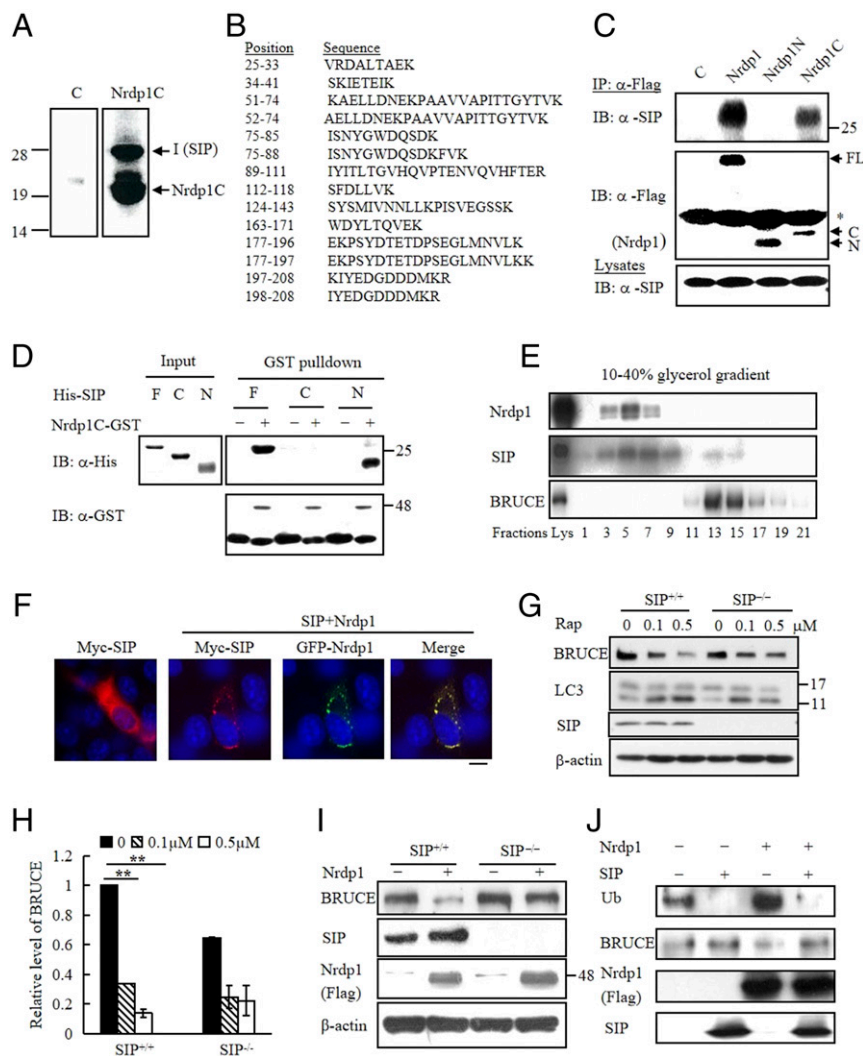 A
C Nrdp1C
28
I (SIP)
19
Nrdp1C
14
B
Position Sequence
25-33 VRDALTAEK
34-41 SKIETEIK
51-74 KAELLDNEKPAAVVAPITTGYTVK
52-74 AELLDNEKPAAVVAPITTGYTVK
75-85 ISNYGWDQSDK
75-88 ISNYGWDQSDKFVK
89-111 IYITLTGVHQVPTENVQVHFTER
112-118 SFDLLVK
124-143 SYSMIVNNLLKPISVEGSSK
163-171 WDYLTQVEK
177-196 EKPSYDTETDPSEGLMNVLK
177-197 EKPSYDTETDPSEGLMNVLKK
197-208 KIYEDGDDDMKR
198-208 IYEDGDDDMKR
C
C Nrdp1 Nrdp1N Nrdp1C
IP: α-Flag
IB: α-SIP
25
FL
IB: α-Flag
*
C
(Nrdp1)
N
Lysates
IB: α-SIP
D
Input GST pulldown
His-SIP F C N F C N
Nrdp1C-GST − + − + − +
IB: α-His
25
IB: α-GST
48
E
10-40% glycerol gradient
Nrdp1
SIP
BRUCE
Fractions Lys 1 3 5 7 9 11 13 15 17 19 21
F
SIP+Nrdp1
Myc-SIP Myc-SIP GFP-Nrdp1 Merge
G
SIP+/+ SIP−/−
Rap 0 0.1 0.5 0 0.1 0.5 μM
BRUCE
LC3
17
11
SIP
β-actin
H
0 0.1μM 0.5μM
Relative level of BRUCE
1.2
1
0.8
0.6
0.4
0.2
0
**
**
SIP+/+ SIP-/-
I
SIP+/+ SIP−/−
Nrdp1 − + − +
BRUCE
SIP
Nrdp1
(Flag)
48
β-actin
J
Nrdp1 − − + +
SIP − + − +
Ub
BRUCE
Nrdp1
(Flag)
SIP